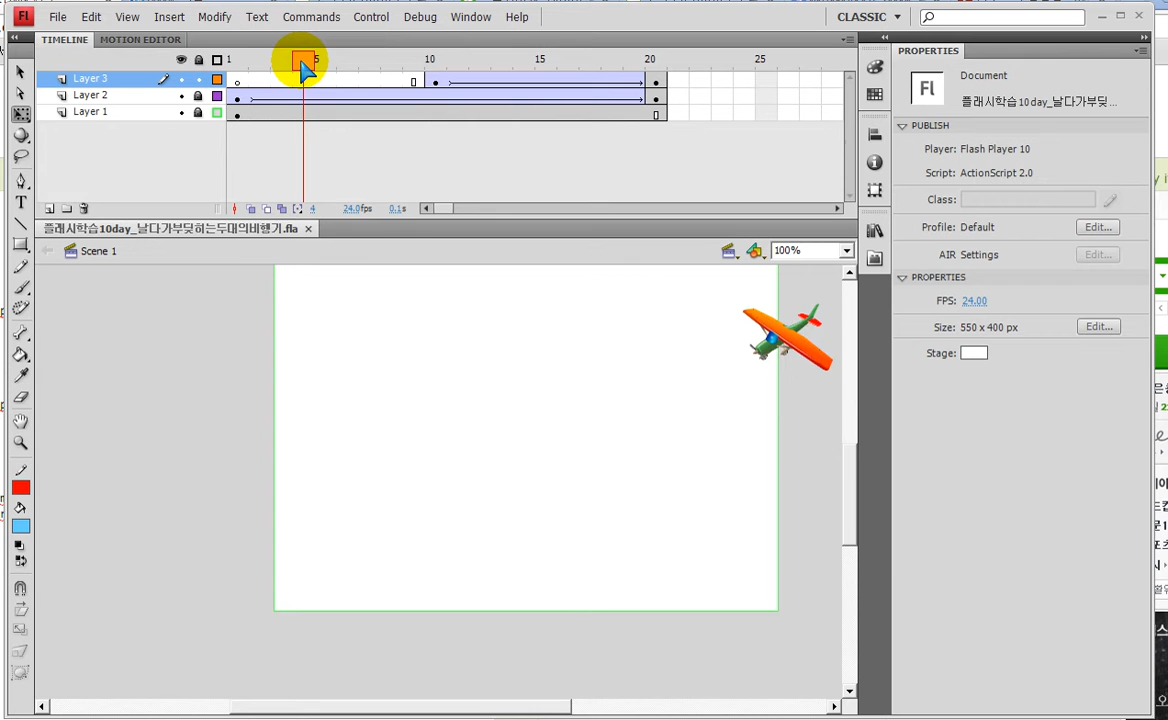 Fl File Edit View Insert Modify Text Commands Control Debug Window Help CLASSIC
TIMELINE MOTION EDITOR
1 5 10 15 20 25
Layer 3
Layer 2
Layer 1
4 24.0fps 0.1s
플래시학습10day_날다가부딪히는두대의비행기.fla
Scene 1 100%
PROPERTIES
Fl Document
플래시학습10day_날다가부딪...
PUBLISH
Player: Flash Player 10
Script: ActionScript 2.0
Class:
Profile: Default Edit...
AIR Settings Edit...
PROPERTIES
FPS: 24.00
Size: 550 x 400 px Edit...
Stage: